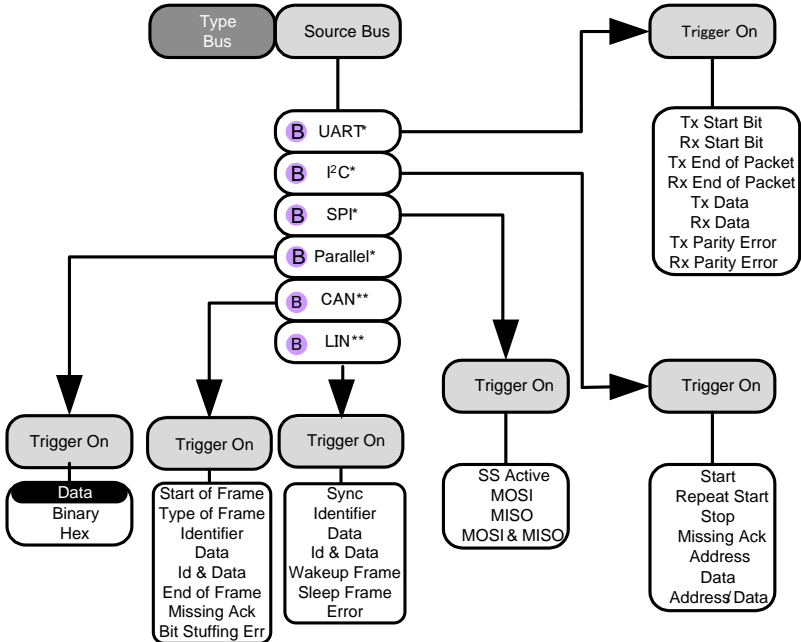 Type
Bus
Source Bus
Trigger On
B UART*
B I²C*
B SPI*
B Parallel*
B CAN**
B LIN**
Tx Start Bit
Rx Start Bit
Tx End of Packet
Rx End of Packet
Tx Data
Rx Data
Tx Parity Error
Rx Parity Error
Trigger On
Data
Binary
Hex
Trigger On
Start of Frame
Type of Frame
Identifier
Data
Id & Data
End of Frame
Missing Ack
Bit Stuffing Err
Trigger On
Sync
Identifier
Data
Id & Data
Wakeup Frame
Sleep Frame
Error
Trigger On
SS Active
MOSI
MISO
MOSI & MISO
Trigger On
Start
Repeat Start
Stop
Missing Ack
Address
Data
Address/Data